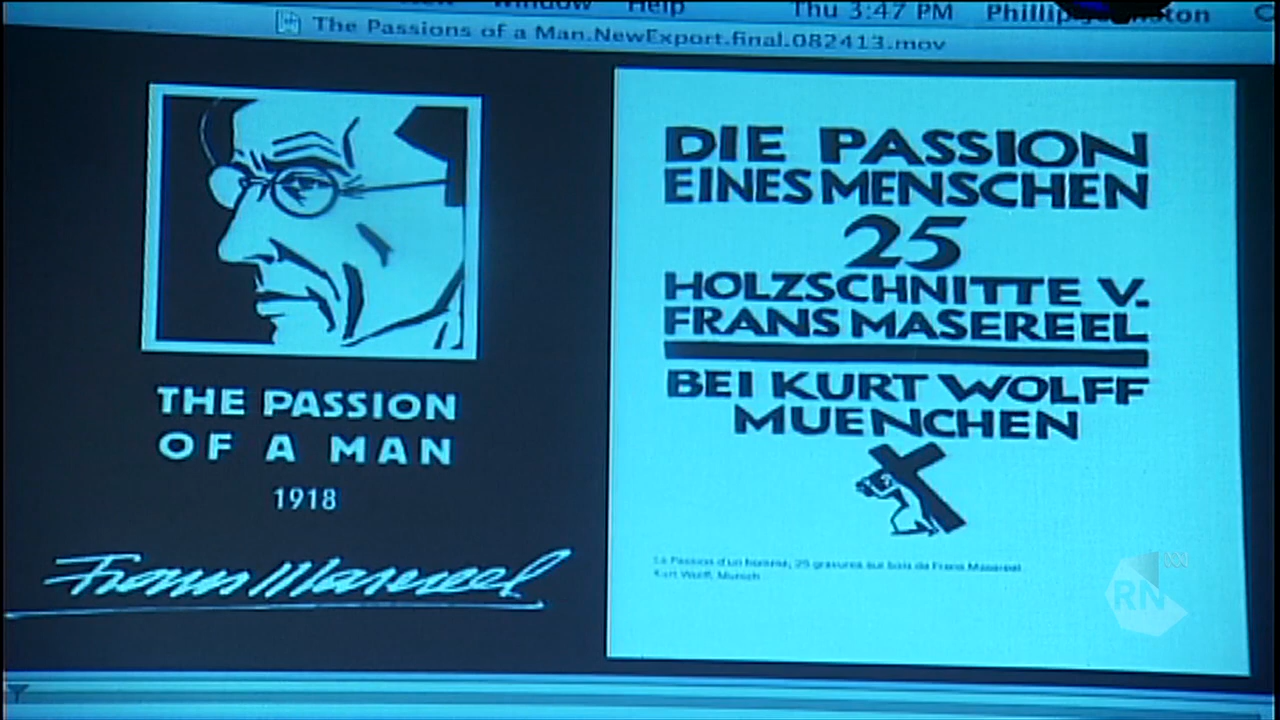 Window Help Thu 3:47 PM
The Passions of a Man.NewExport.final.082413.mov
THE PASSION
OF A MAN
1918
Frans Masereel
DIE PASSION
EINES MENSCHEN
25
HOLZSCHNITTE V.
FRANS MASEREEL
BEI KURT WOLFF
MUENCHEN
La Passion d'un homme, 25 gravures sur bois de Frans Masereel
Kurt Wolff, Munich
RN